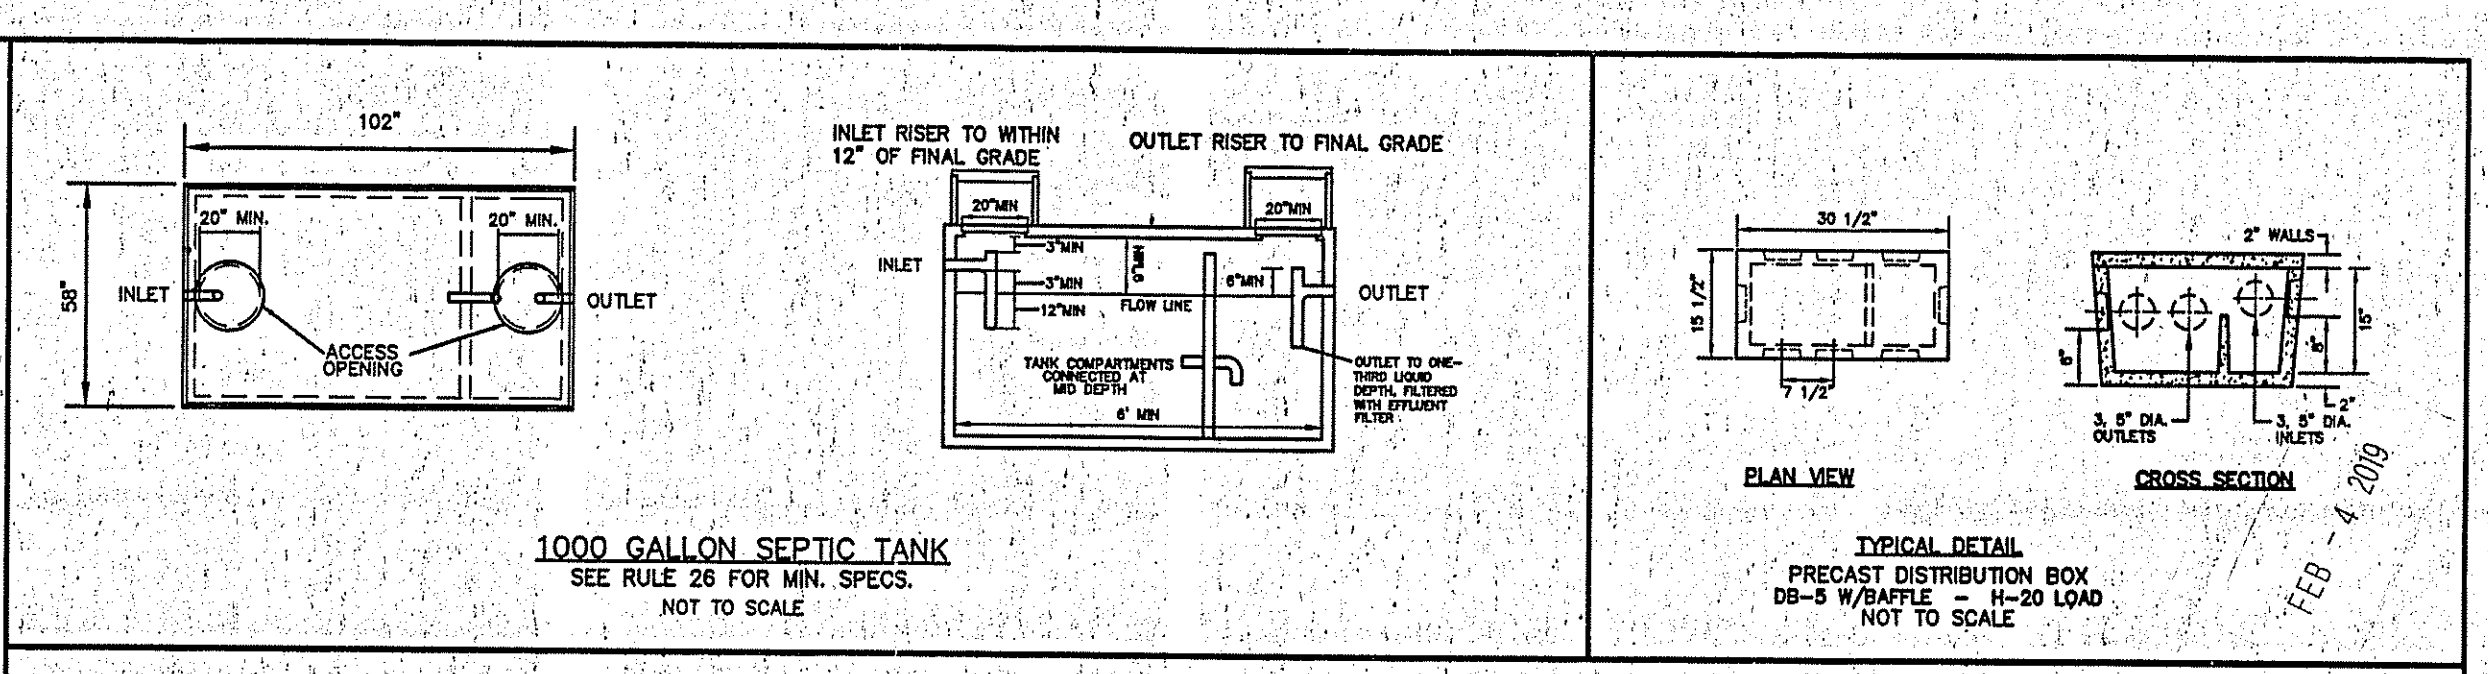 102"
58"
20" MIN.
20" MIN.
INLET
OUTLET
ACCESS
OPENING
INLET RISER TO WITHIN
12" OF FINAL GRADE
OUTLET RISER TO FINAL GRADE
20"MIN
20"MIN
3"MIN
INLET
3"MIN
6"MIN
OUTLET
12"MIN
FLOW LINE
TANK COMPARTMENTS
CONNECTED AT
MID DEPTH
OUTLET TO ONE-
THIRD LIQUID
DEPTH, FILTERED
WITH EFFLUENT
FILTER
6' MIN
1000 GALLON SEPTIC TANK
SEE RULE 26 FOR MIN. SPECS.
NOT TO SCALE
30 1/2"
15 1/2"
7 1/2"
PLAN VIEW
2" WALLS
15"
8"
2"
3, 5" DIA.
OUTLETS
3, 5" DIA.
INLETS
CROSS SECTION
TYPICAL DETAIL
PRECAST DISTRIBUTION BOX
DB-5 W/BAFFLE - H-20 LOAD
NOT TO SCALE
FEB - 4 2019